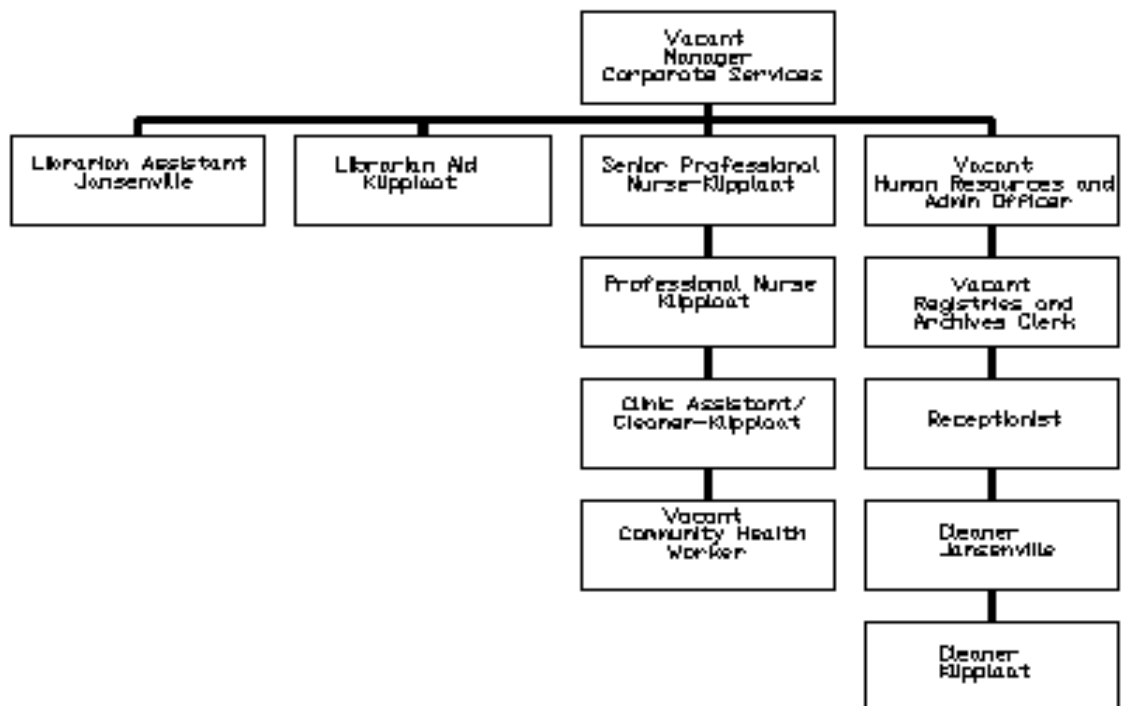 Vacant
Manager
Corporate Services
Librarian Assistant
Jansenville
Librarian Aid
Klipplaat
Senior Professional
Nurse-Klipplaat
Vacant
Human Resources and
Admin Officer
Professional Nurse
Klipplaat
Vacant
Registries and
Archives Clerk
Clinic Assistant/
Cleaner-Klipplaat
Receptionist
Vacant
Community Health
Worker
Cleaner
Jansenville
Cleaner
Klipplaat